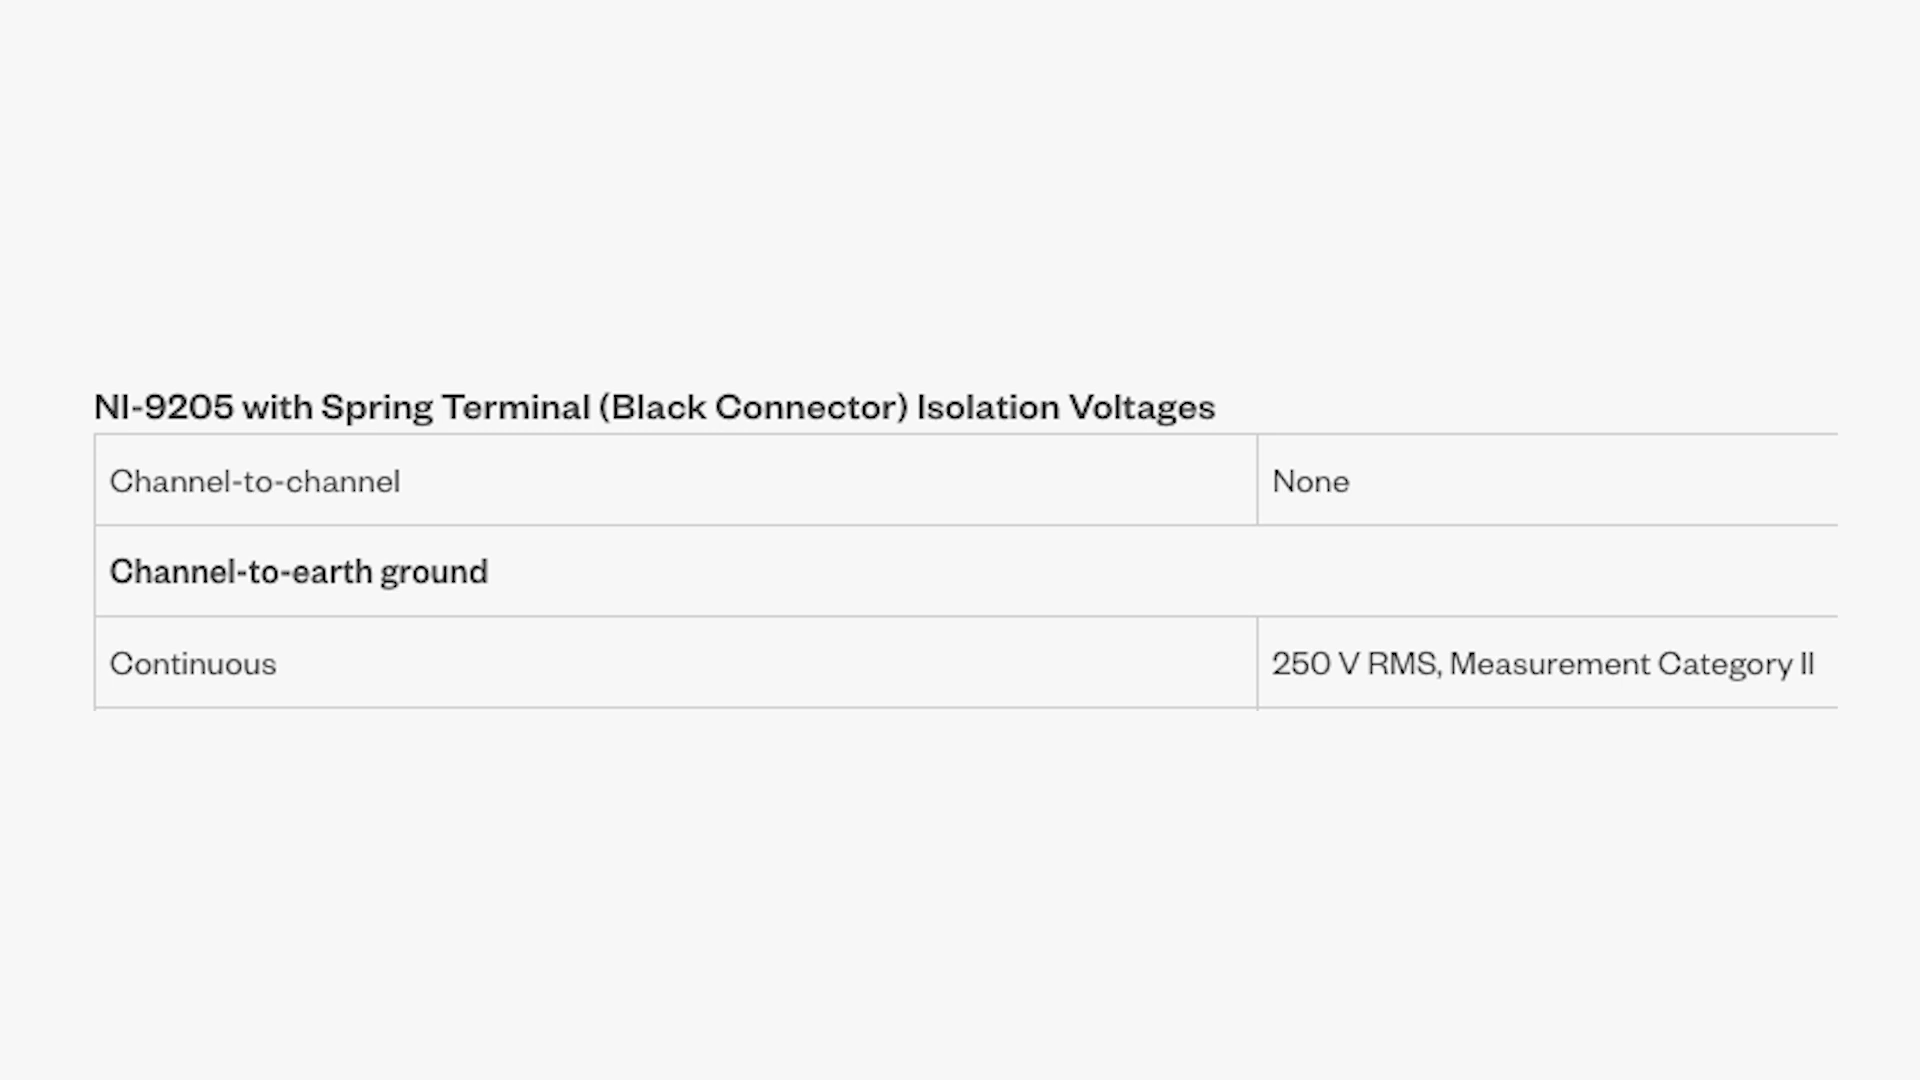 NI-9205 with Spring Terminal (Black Connector) Isolation Voltages
Channel-to-channel None
Channel-to-earth ground
Continuous 250 V RMS, Measurement Category II